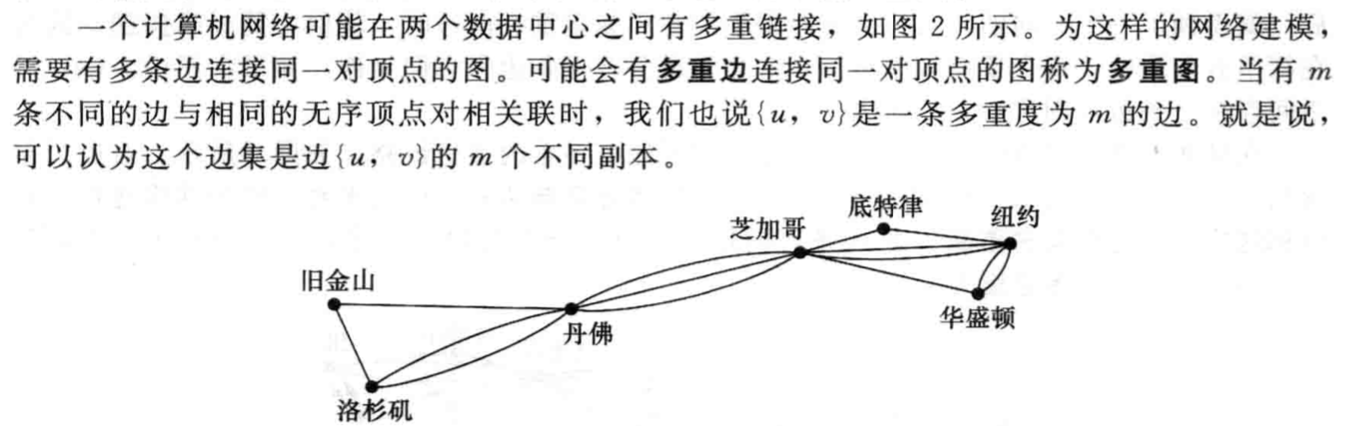 一个计算机网络可能在两个数据中心之间有多重链接，如图 2 所示。为这样的网络建模，
需要有多条边连接同一对顶点的图。可能会有多重边连接同一对顶点的图称为多重图。当有 m
条不同的边与相同的无序顶点对相关联时，我们也说{u，v}是一条多重度为 m 的边。就是说，
可以认为这个边集是边{u，v}的 m 个不同副本。
底特律
芝加哥
纽约
旧金山
丹佛
华盛顿
洛杉矶